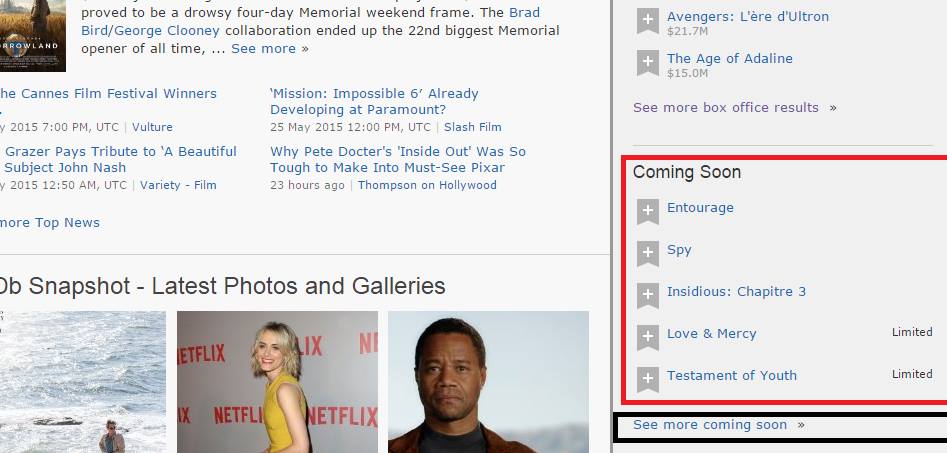 proved to be a drowsy four-day Memorial weekend frame. The Brad
Bird/George Clooney collaboration ended up the 22nd biggest Memorial
opener of all time, ... See more »
ORROWLAND
he Cannes Film Festival Winners
y 2015 7:00 PM, UTC | Vulture
Grazer Pays Tribute to ‘A Beautiful
Subject John Nash
y 2015 12:50 AM, UTC | Variety - Film
‘Mission: Impossible 6’ Already
Developing at Paramount?
25 May 2015 12:00 PM, UTC | Slash Film
Why Pete Docter's 'Inside Out' Was So
Tough to Make Into Must-See Pixar
23 hours ago | Thompson on Hollywood
more Top News
Db Snapshot - Latest Photos and Galleries
NETFLIX
LIX
NE
IX
NETFLI
NETFLIX
Avengers: L'ère d'Ultron
$21.7M
The Age of Adaline
$15.0M
See more box office results »
Coming Soon
Entourage
Spy
Insidious: Chapitre 3
Love & Mercy Limited
Testament of Youth Limited
See more coming soon »